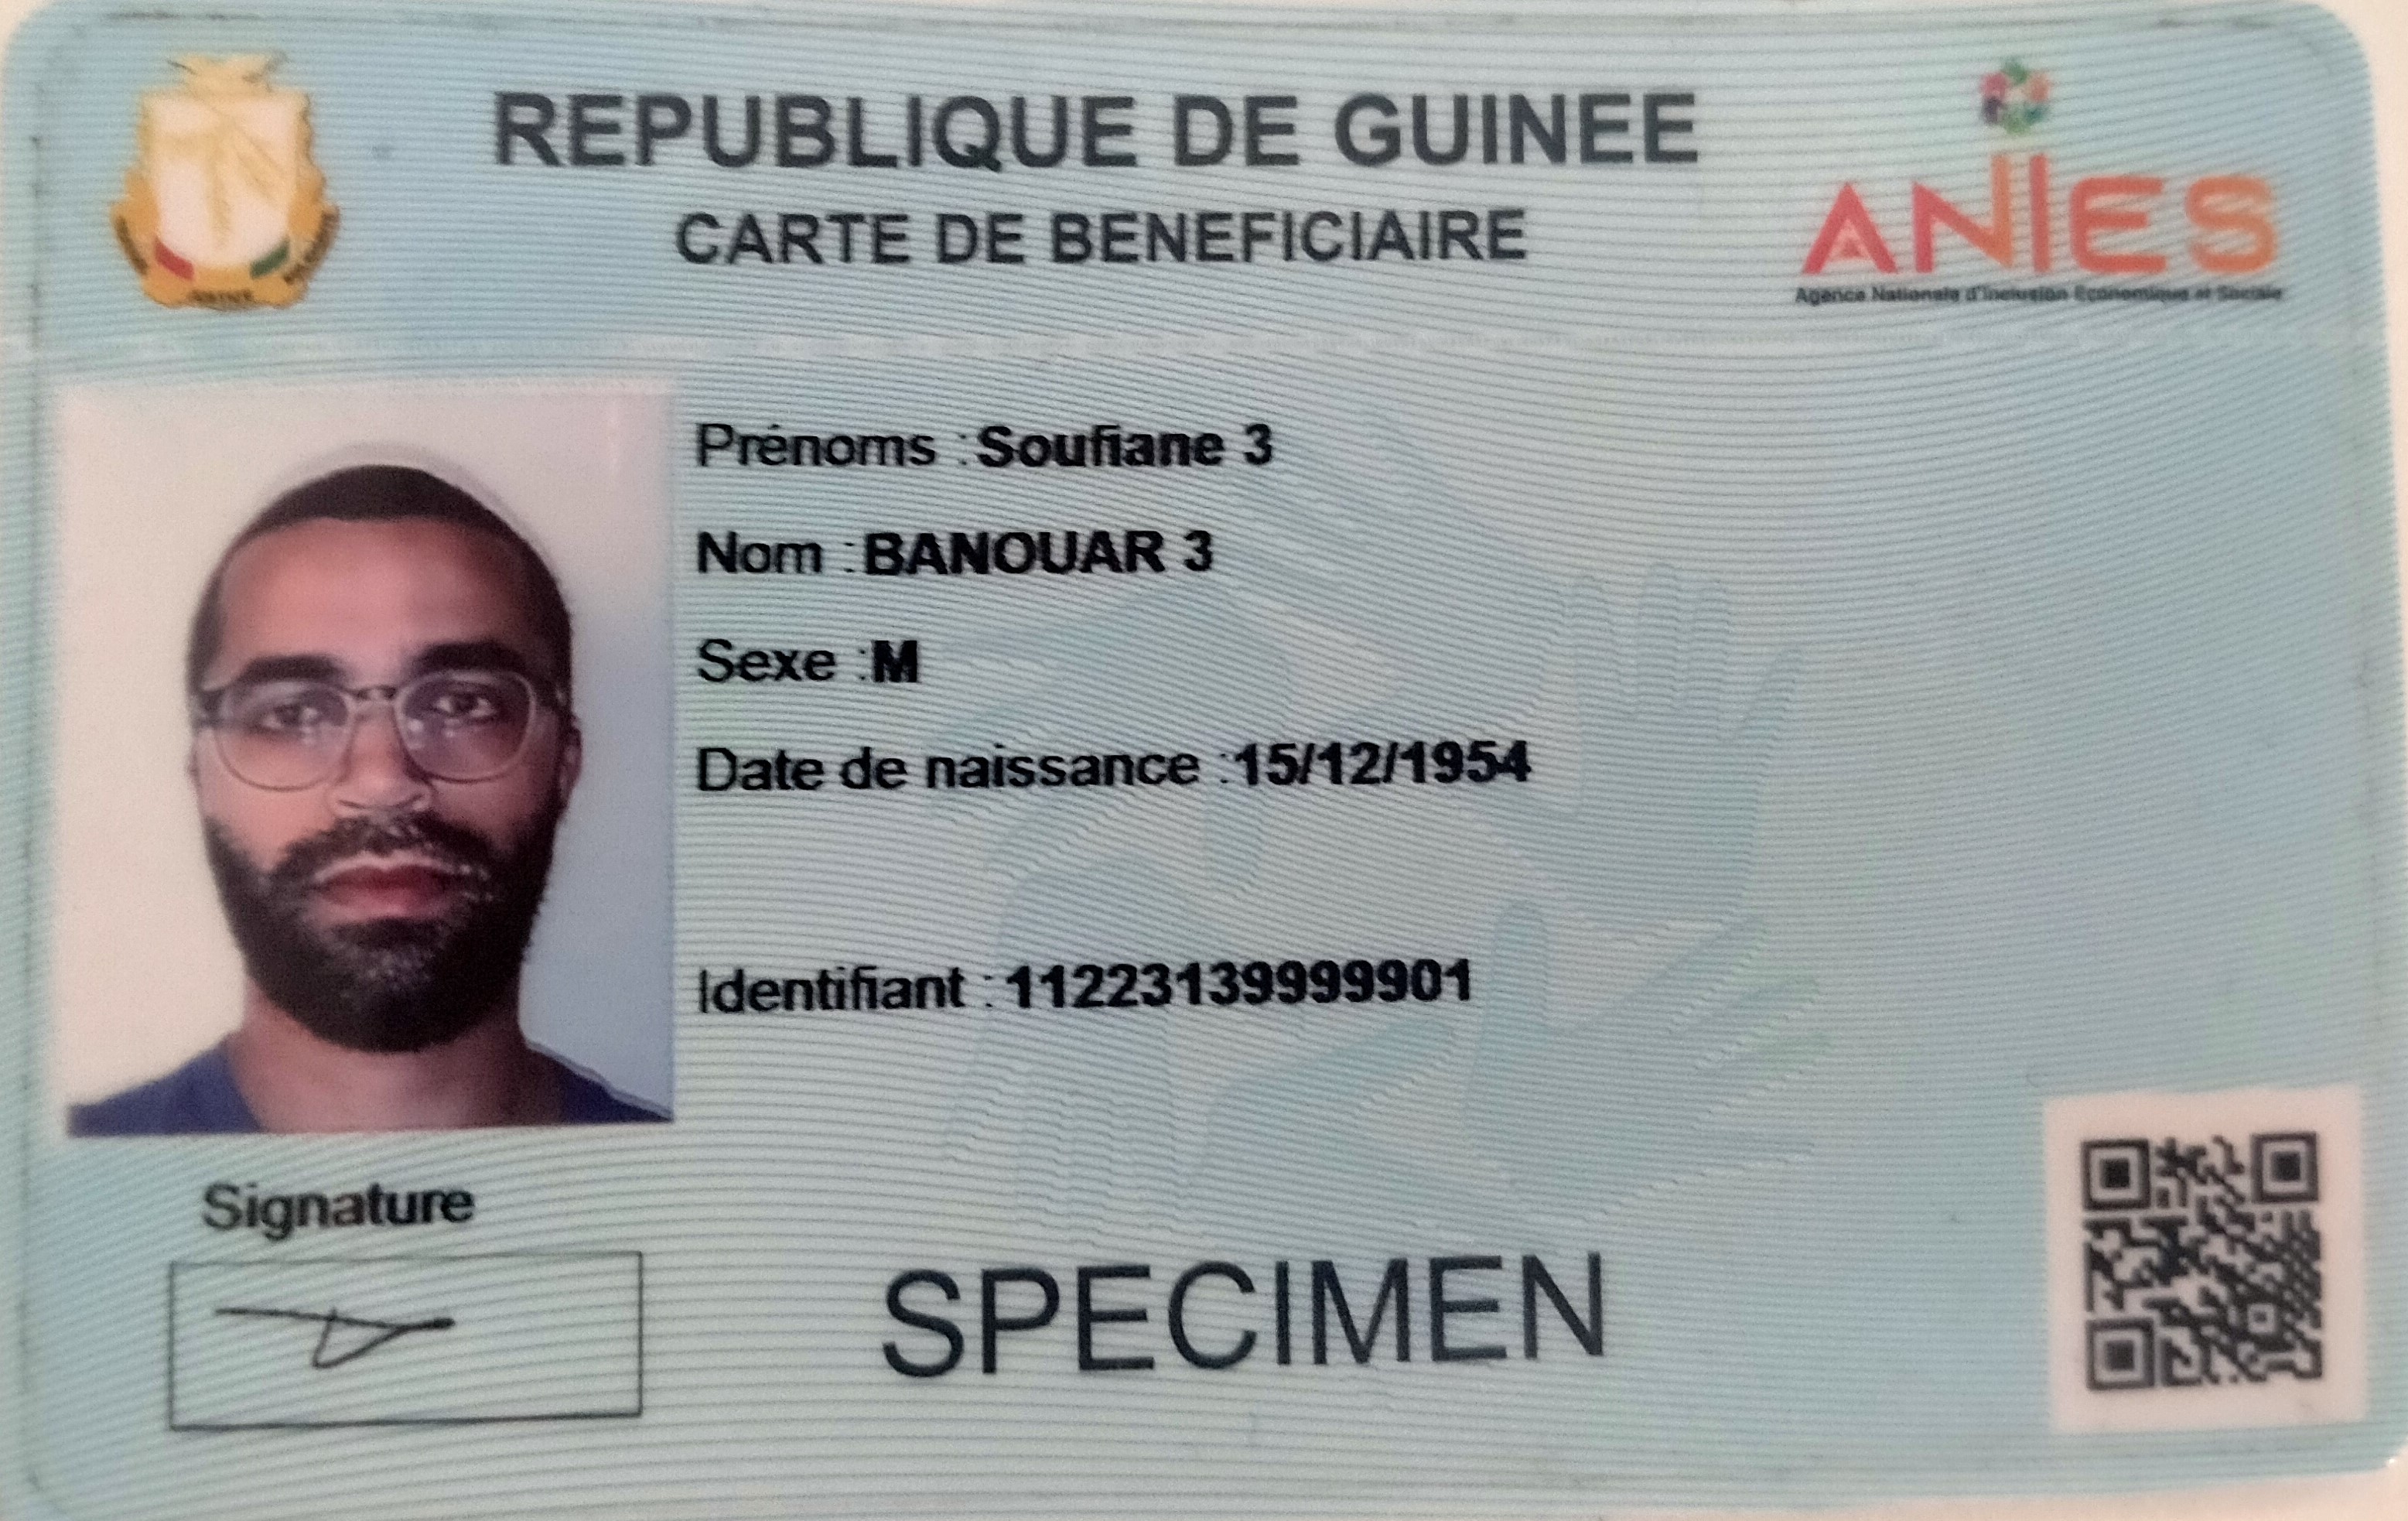 REPUBLIQUE DE GUINEE
CARTE DE BENEFICIAIRE
ANIES
Agence Nationale d'Inclusion Economique et Sociale
Prénoms : Soufiane 3
Nom : BANOUAR 3
Sexe : M
Date de naissance : 15/12/1954
Identifiant : 11223139999901
Signature
SPECIMEN